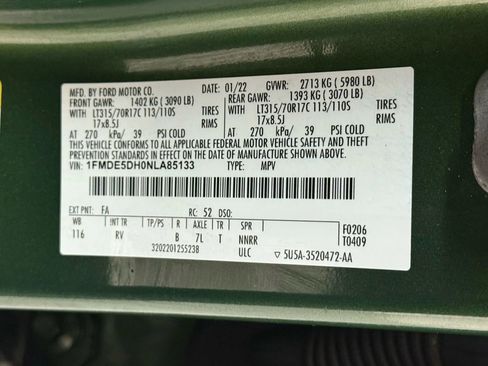 MFD. BY FORD MOTOR CO. 01/22 GVWR: 2713 KG ( 5980 LB)
FRONT GAWR: 1402 KG ( 3090 LB) REAR GAWR: 1393 KG ( 3070 LB)
WITH LT315/70R17C 113/110S TIRES WITH LT315/70R17C 113/110S TIRES
17x8.5J RIMS 17x8.5J RIMS
AT 270 kPa/ 39 PSI COLD AT 270 kPa/ 39 PSI COLD
THIS VEHICLE CONFORMS TO ALL APPLICABLE FEDERAL MOTOR VEHICLE SAFETY AND THEFT PREVENTION STANDARDS IN EFFECT ON THE DATE OF MANUFACTURE SHOWN ABOVE.
VIN: 1FMDE5DH0NLA85133 TYPE: MPV
EXT PNT: FA RC: 52 DSO:
WB INT TR TP/PS R AXLE TR SPR F0206
116 RV B 7L T NNRR T0409
3202201255238 ULC ▽ 5U5A-3520472-AA